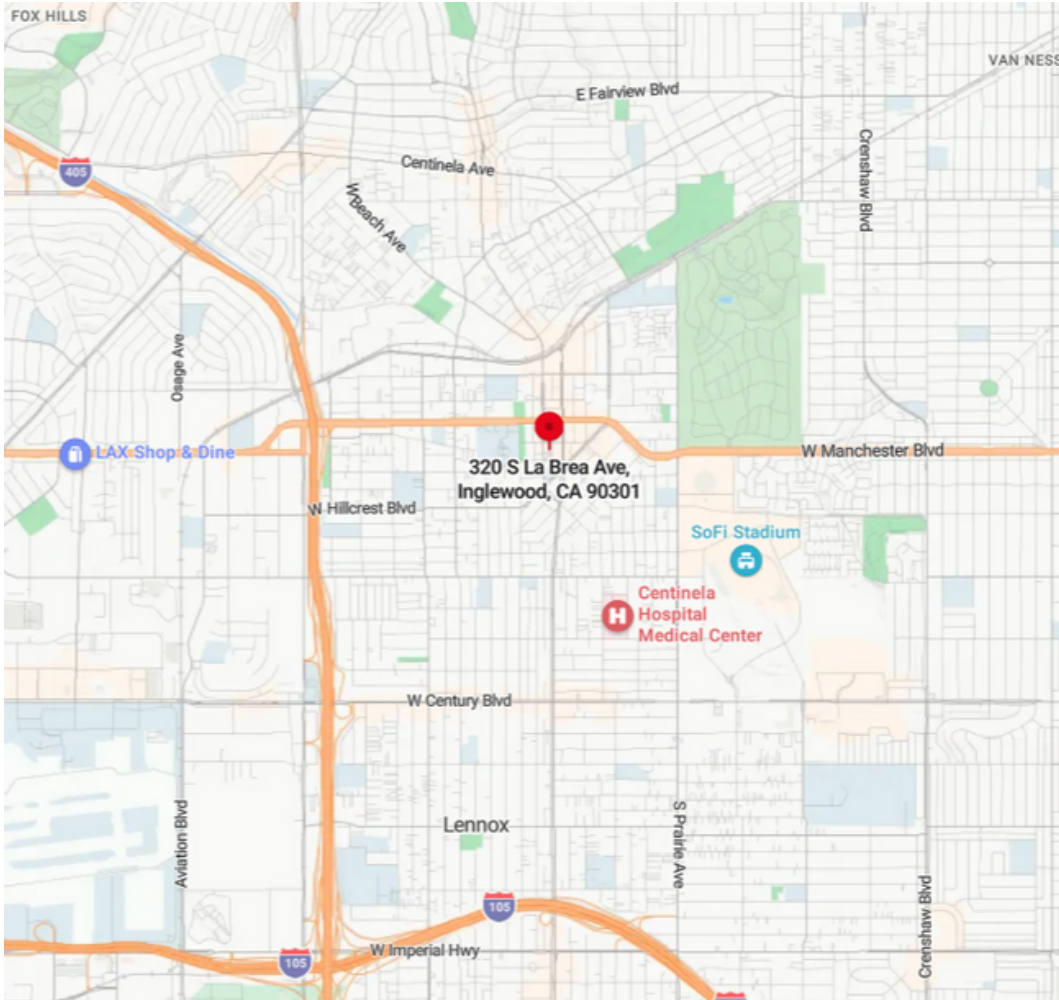 FOX HILLS
VAN NESS
E Fairview Blvd
405
Centinela Ave
Crenshaw Blvd
W Beach Ave
Osage Ave
LAX Shop & Dine
W Manchester Blvd
320 S La Brea Ave,
Inglewood, CA 90301
W Hillcrest Blvd
SoFi Stadium
H
Centinela
Hospital
Medical Center
W Century Blvd
Aviation Blvd
Lennox
S Prairie Ave
105
Crenshaw Blvd
W Imperial Hwy
105